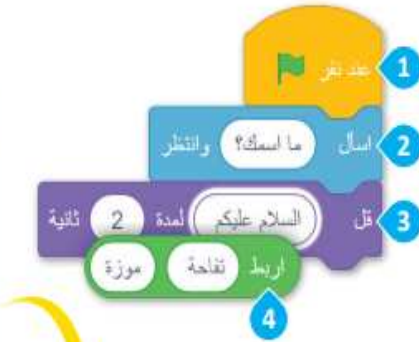 عند نقر 1
اسأل ما اسمك؟ وانتظر 2
قل السلام عليكم لمدة 2 ثانية 3
اربط تفاحة موزة
4